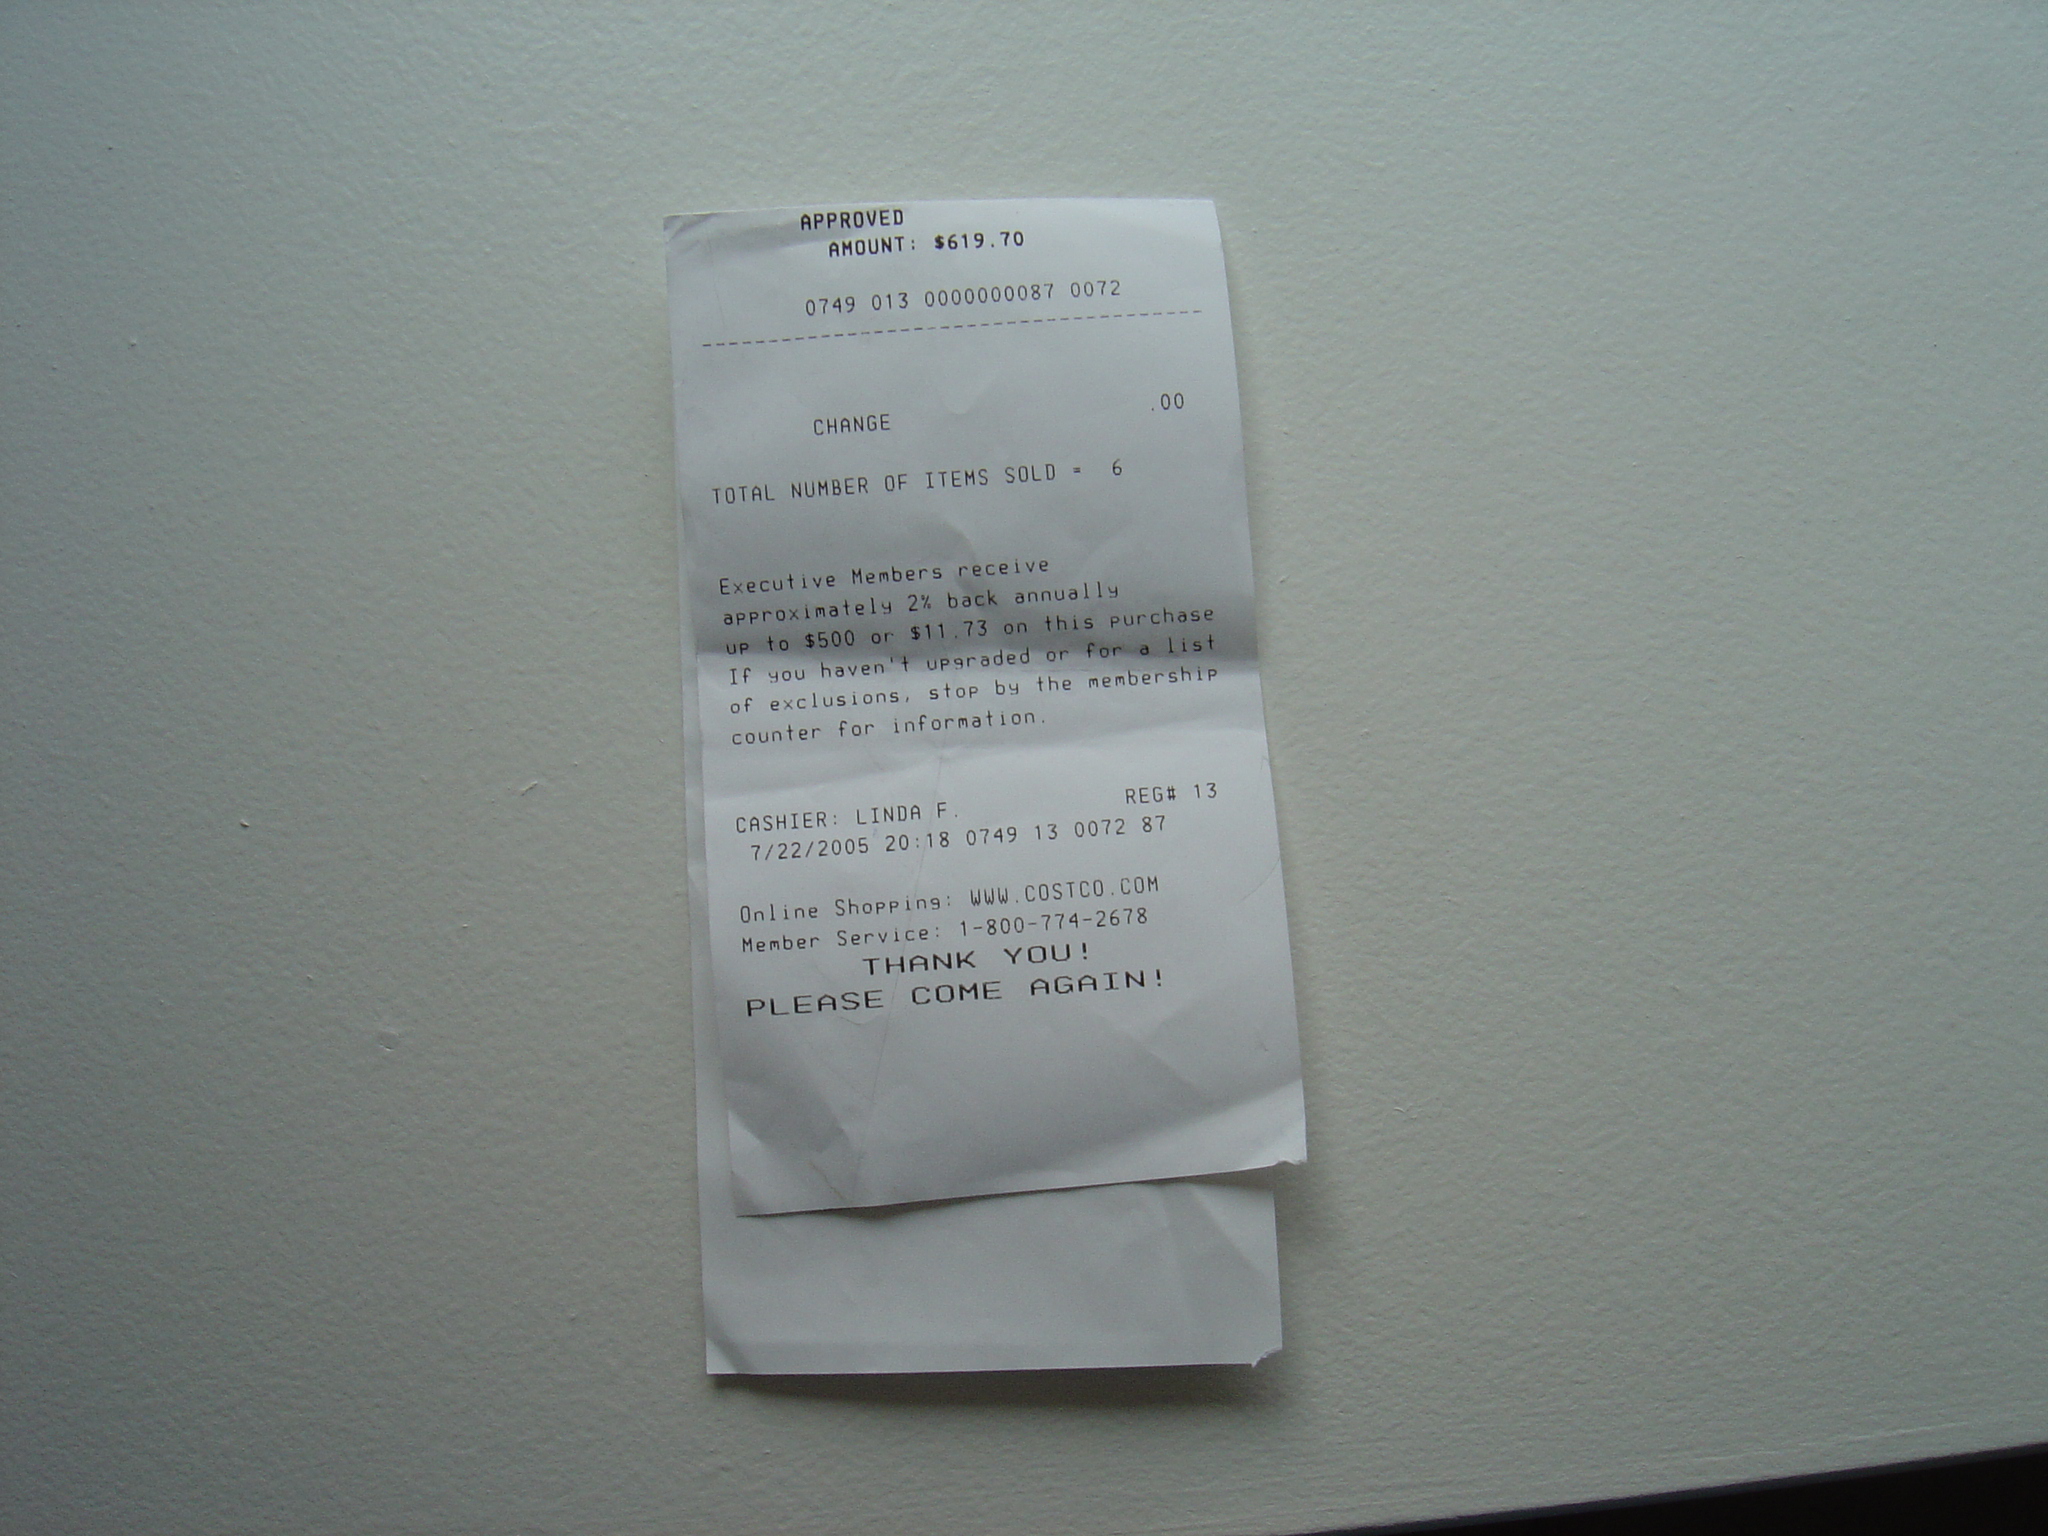 APPROVED
AMOUNT: $619.70
0749 013 0000000087 0072
----------------------------------------
CHANGE .00
TOTAL NUMBER OF ITEMS SOLD = 6
Executive Members receive
approximately 2% back annually
up to $500 or $11.73 on this purchase
If you haven't upgraded or for a list
of exclusions, stop by the membership
counter for information.
CASHIER: LINDA F. REG# 13
7/22/2005 20:18 0749 13 0072 87
Online Shopping: WWW.COSTCO.COM
Member Service: 1-800-774-2678
THANK YOU!
PLEASE COME AGAIN!